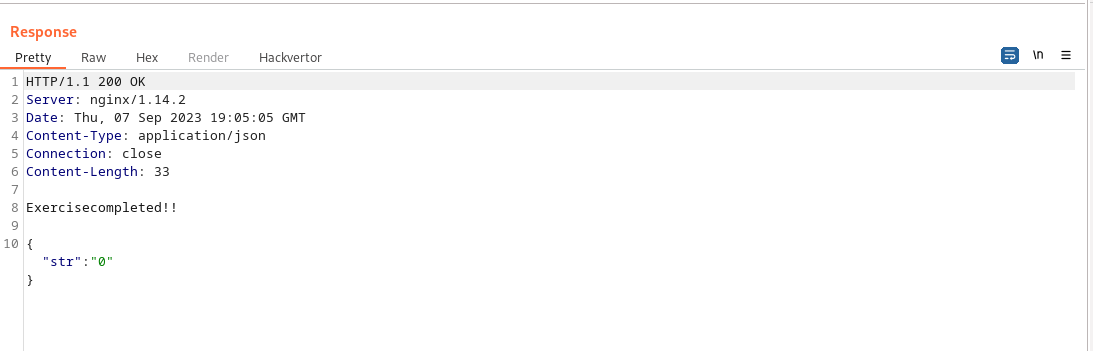 Response
Pretty Raw Hex Render Hackvertor \n
1 HTTP/1.1 200 OK
2 Server: nginx/1.14.2
3 Date: Thu, 07 Sep 2023 19:05:05 GMT
4 Content-Type: application/json
5 Connection: close
6 Content-Length: 33
7
8 Exercisecompleted!!
9
10 {
"str":"0"
}